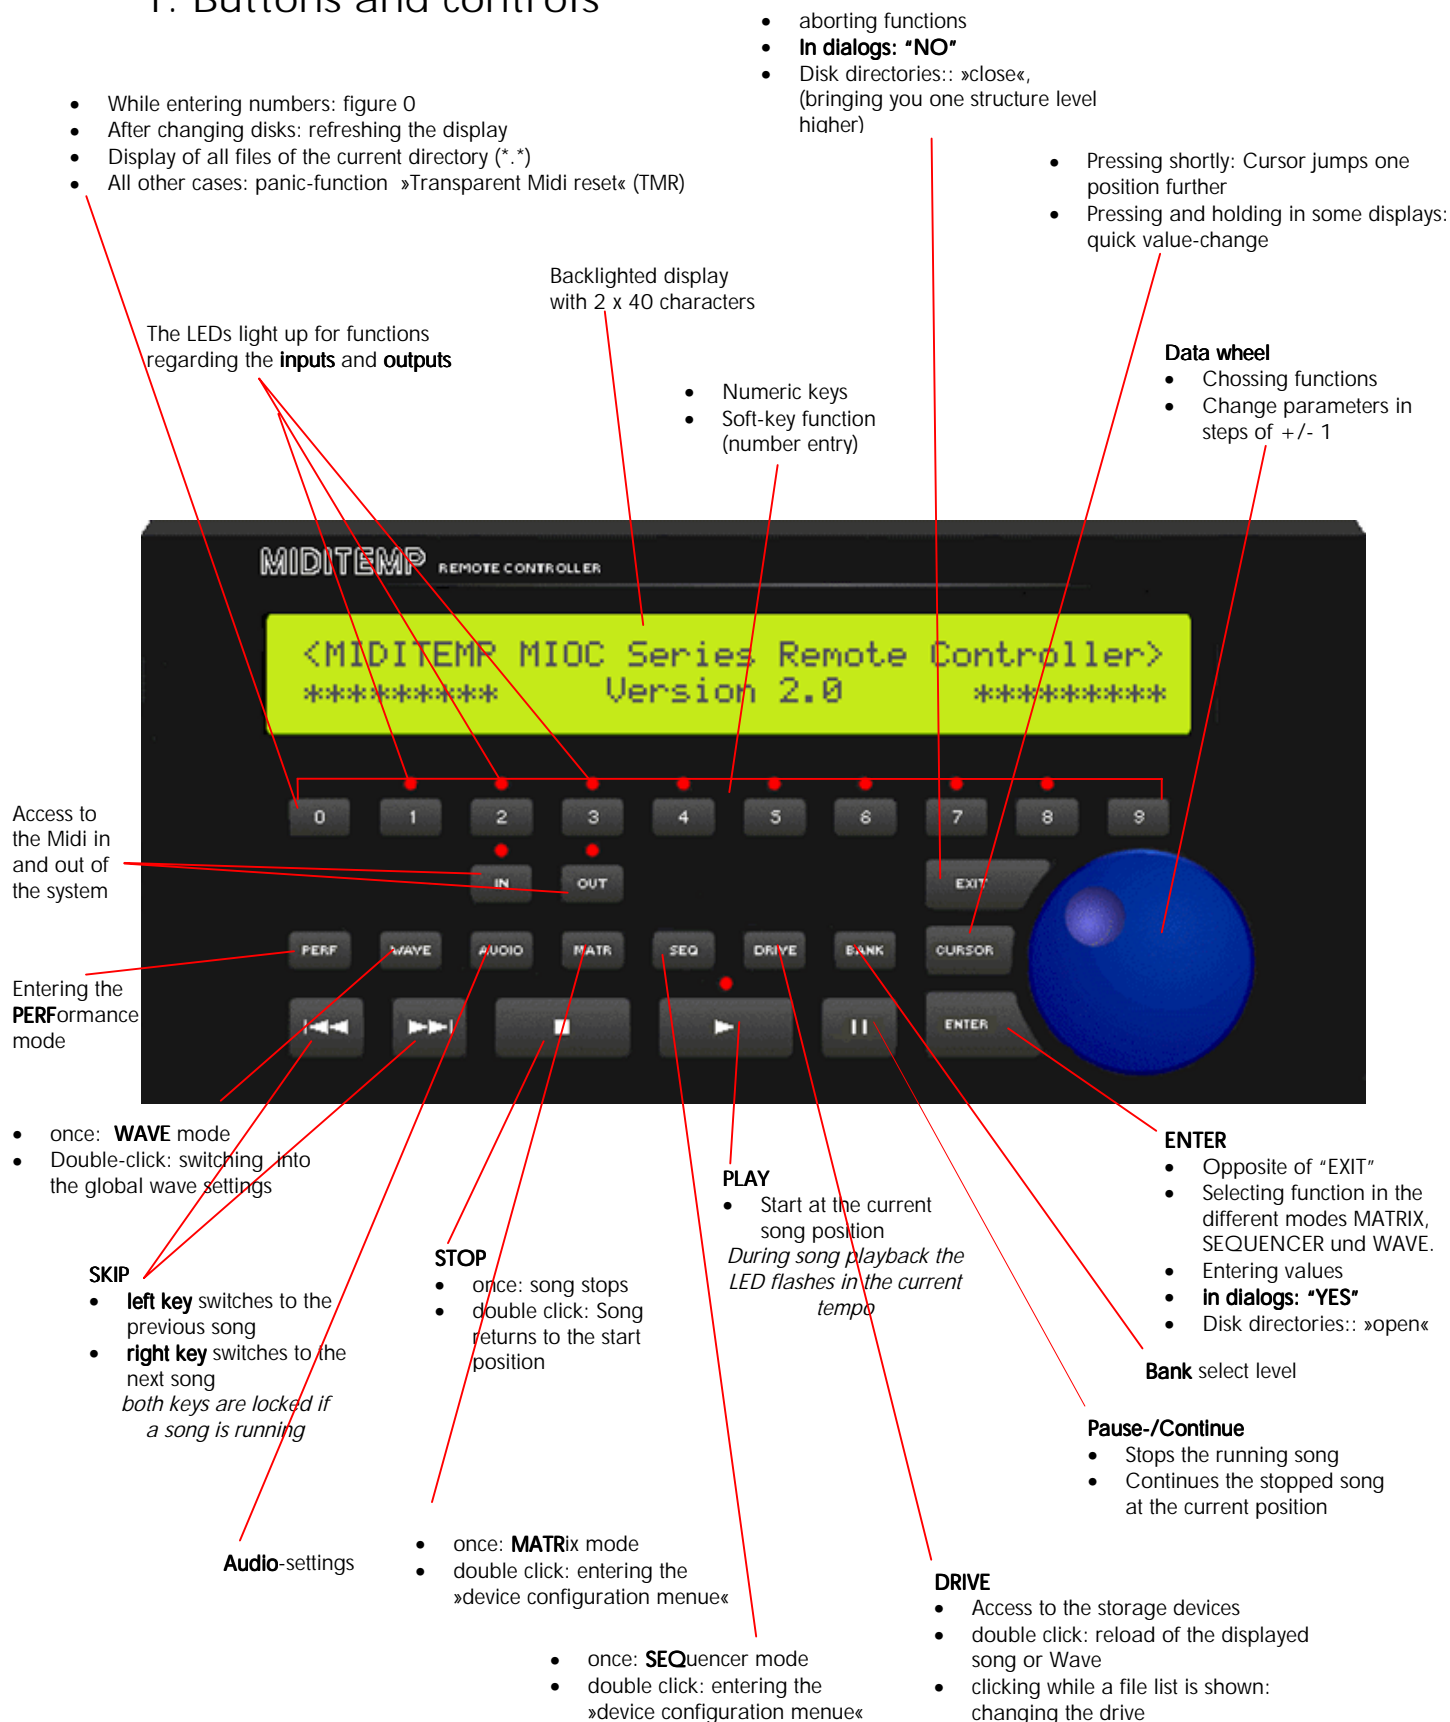 1. Buttons and controls
• aborting functions
• In dialogs: “NO”
• Disk directories:: »close«,
(bringing you one structure level
higher)
• While entering numbers: figure 0
• After changing disks: refreshing the display
• Display of all files of the current directory (*.*)
• All other cases: panic-function »Transparent Midi reset« (TMR)
• Pressing shortly: Cursor jumps one
position further
• Pressing and holding in some displays:
quick value-change
Backlighted display
with 2 x 40 characters
The LEDs light up for functions
regarding the inputs and outputs
Data wheel
• Chossing functions
• Change parameters in
steps of +/- 1
• Numeric keys
• Soft-key function
(number entry)
MIDITEMP REMOTE CONTROLLER
<MIDITEMP MIOC Series Remote Controller>
********* Version 2.0 *********
0 1 2 3 4 5 6 7 8 9
Access to
the Midi in
and out of
the system
IN OUT EXIT
PERF WAVE AUDIO MATR SEQ DRIVE BANK CURSOR
ENTER
Entering the
PERFormance
mode
• once: WAVE mode
• Double-click: switching into
the global wave settings
SKIP
• left key switches to the
previous song
• right key switches to the
next song
both keys are locked if
a song is running
STOP
• once: song stops
• double click: Song
returns to the start
position
PLAY
• Start at the current
song position
During song playback the
LED flashes in the current
tempo
ENTER
• Opposite of “EXIT”
• Selecting function in the
different modes MATRIX,
SEQUENCER und WAVE.
• Entering values
• in dialogs: “YES”
• Disk directories:: »open«
Bank select level
Pause-/Continue
• Stops the running song
• Continues the stopped song
at the current position
Audio-settings
• once: MATRix mode
• double click: entering the
»device configuration menue«
DRIVE
• Access to the storage devices
• double click: reload of the displayed
song or Wave
• clicking while a file list is shown:
changing the drive
• once: SEQuencer mode
• double click: entering the
»device configuration menue«